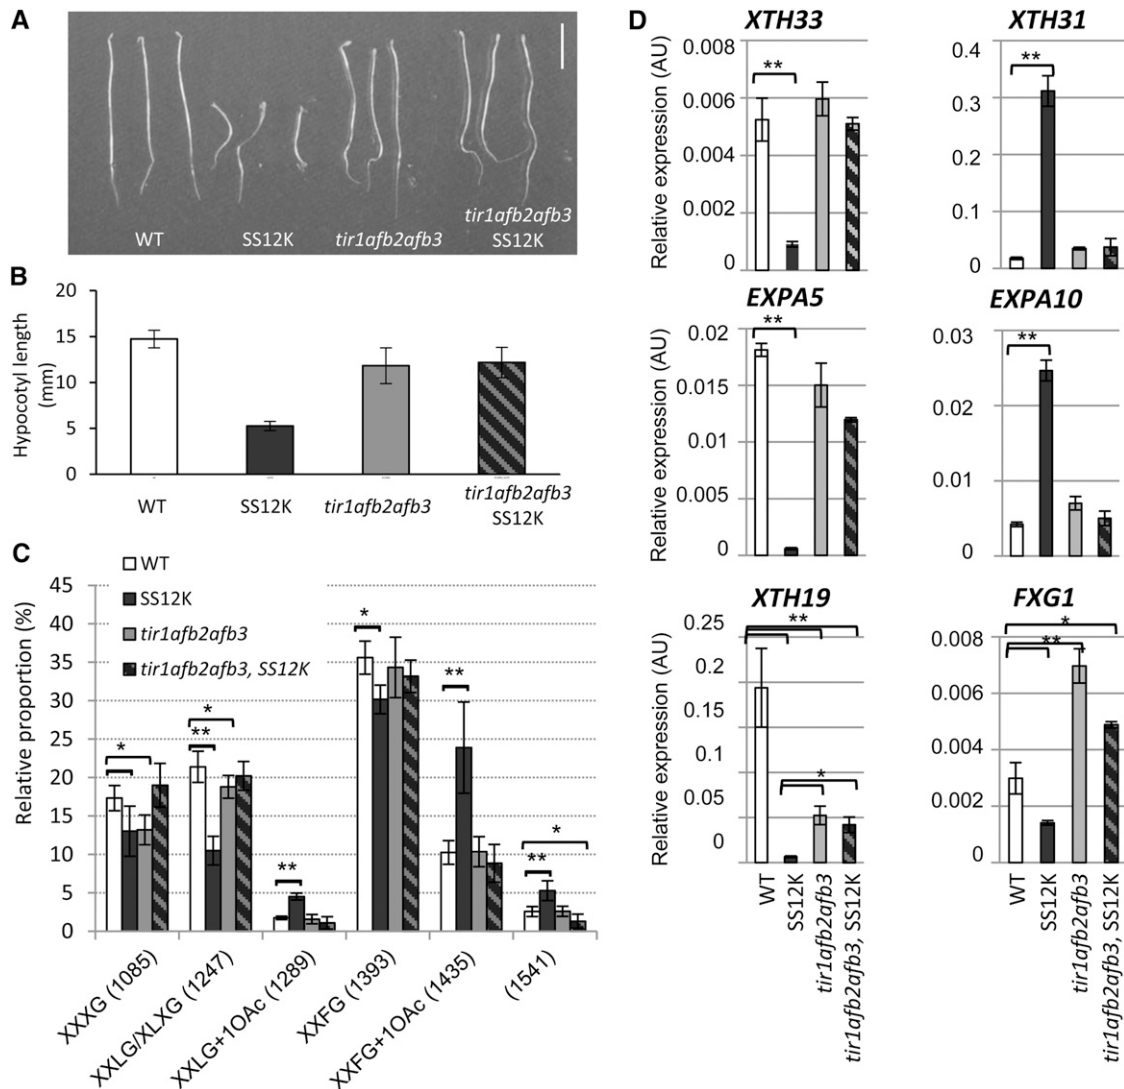 A
WT
SS12K
tir1afb2afb3
tir1afb2afb3
SS12K
B
Hypocotyl length
(mm)
20
15
10
5
0
WT
SS12K
tir1afb2afb3
tir1afb2afb3
SS12K
C
WT
SS12K
tir1afb2afb3
tir1afb2afb3, SS12K
Relative proportion (%)
45
40
35
30
25
20
15
10
5
0
*
**
*
**
*
**
**
*
XXXG (1085)
XXLG/XLXG (1247)
XXLG+1OAc (1289)
XXFG (1393)
XXFG+1OAc (1435)
(1541)
D
XTH33
Relative expression (AU)
0.008
0.006
0.004
0.002
0
**
XTH31
0.4
0.3
0.2
0.1
0
**
EXPA5
Relative expression (AU)
0.02
0.015
0.01
0.005
0
**
EXPA10
0.03
0.02
0.01
0
**
XTH19
Relative expression (AU)
0.25
0.2
0.15
0.1
0.05
0
**
*
WT
SS12K
tir1afb2afb3
tir1afb2afb3, SS12K
FXG1
0.008
0.006
0.004
0.002
0
*
**
WT
SS12K
tir1afb2afb3
tir1afb2afb3, SS12K